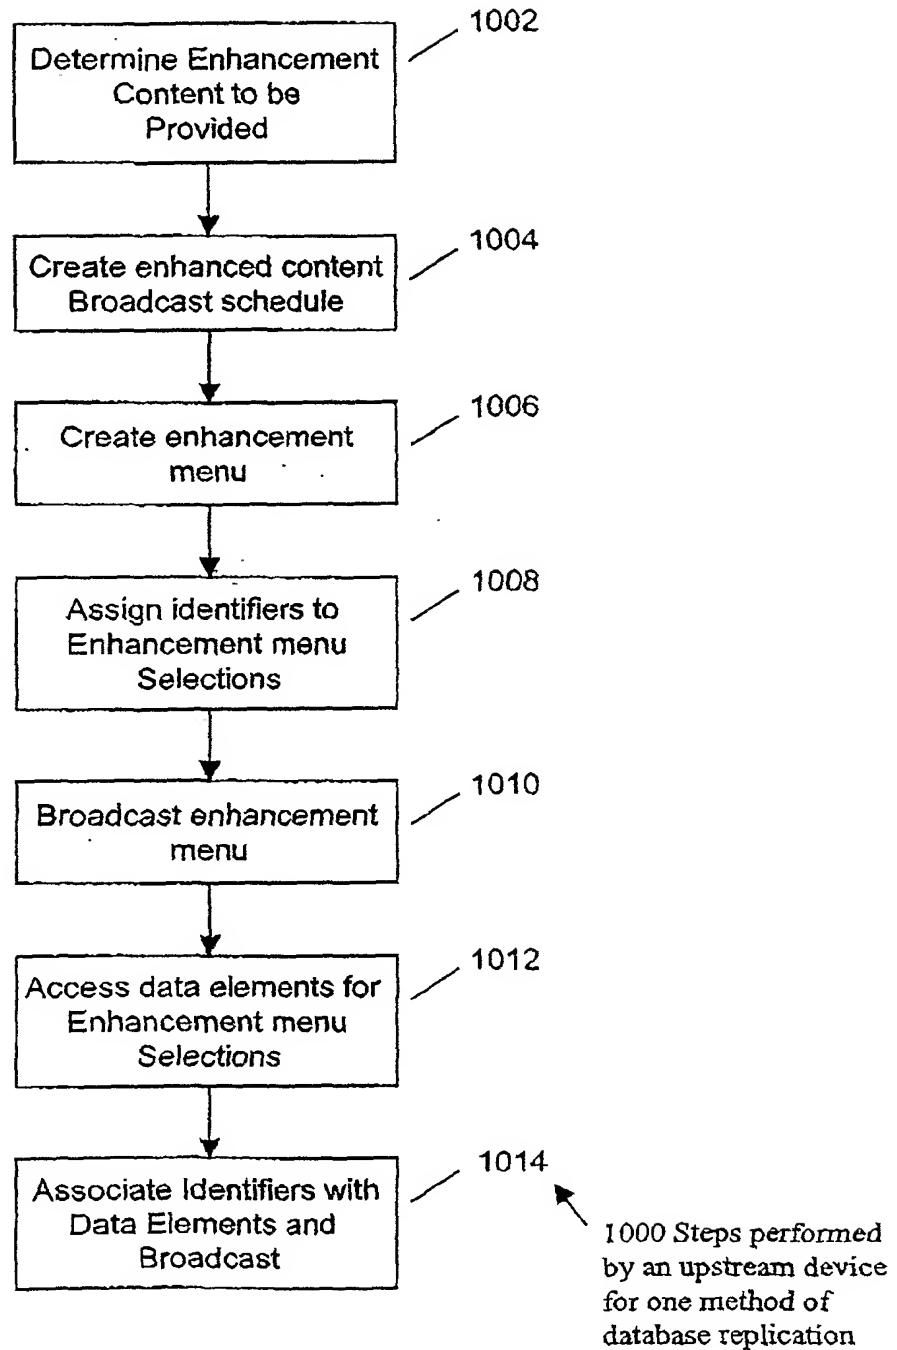 1002
Determine Enhancement
Content to be
Provided
1004
Create enhanced content
Broadcast schedule
1006
Create enhancement
menu
1008
Assign identifiers to
Enhancement menu
Selections
1010
Broadcast enhancement
menu
1012
Access data elements for
Enhancement menu
Selections
1014
Associate Identifiers with
Data Elements and
Broadcast
1000 Steps performed
by an upstream device
for one method of
database replication